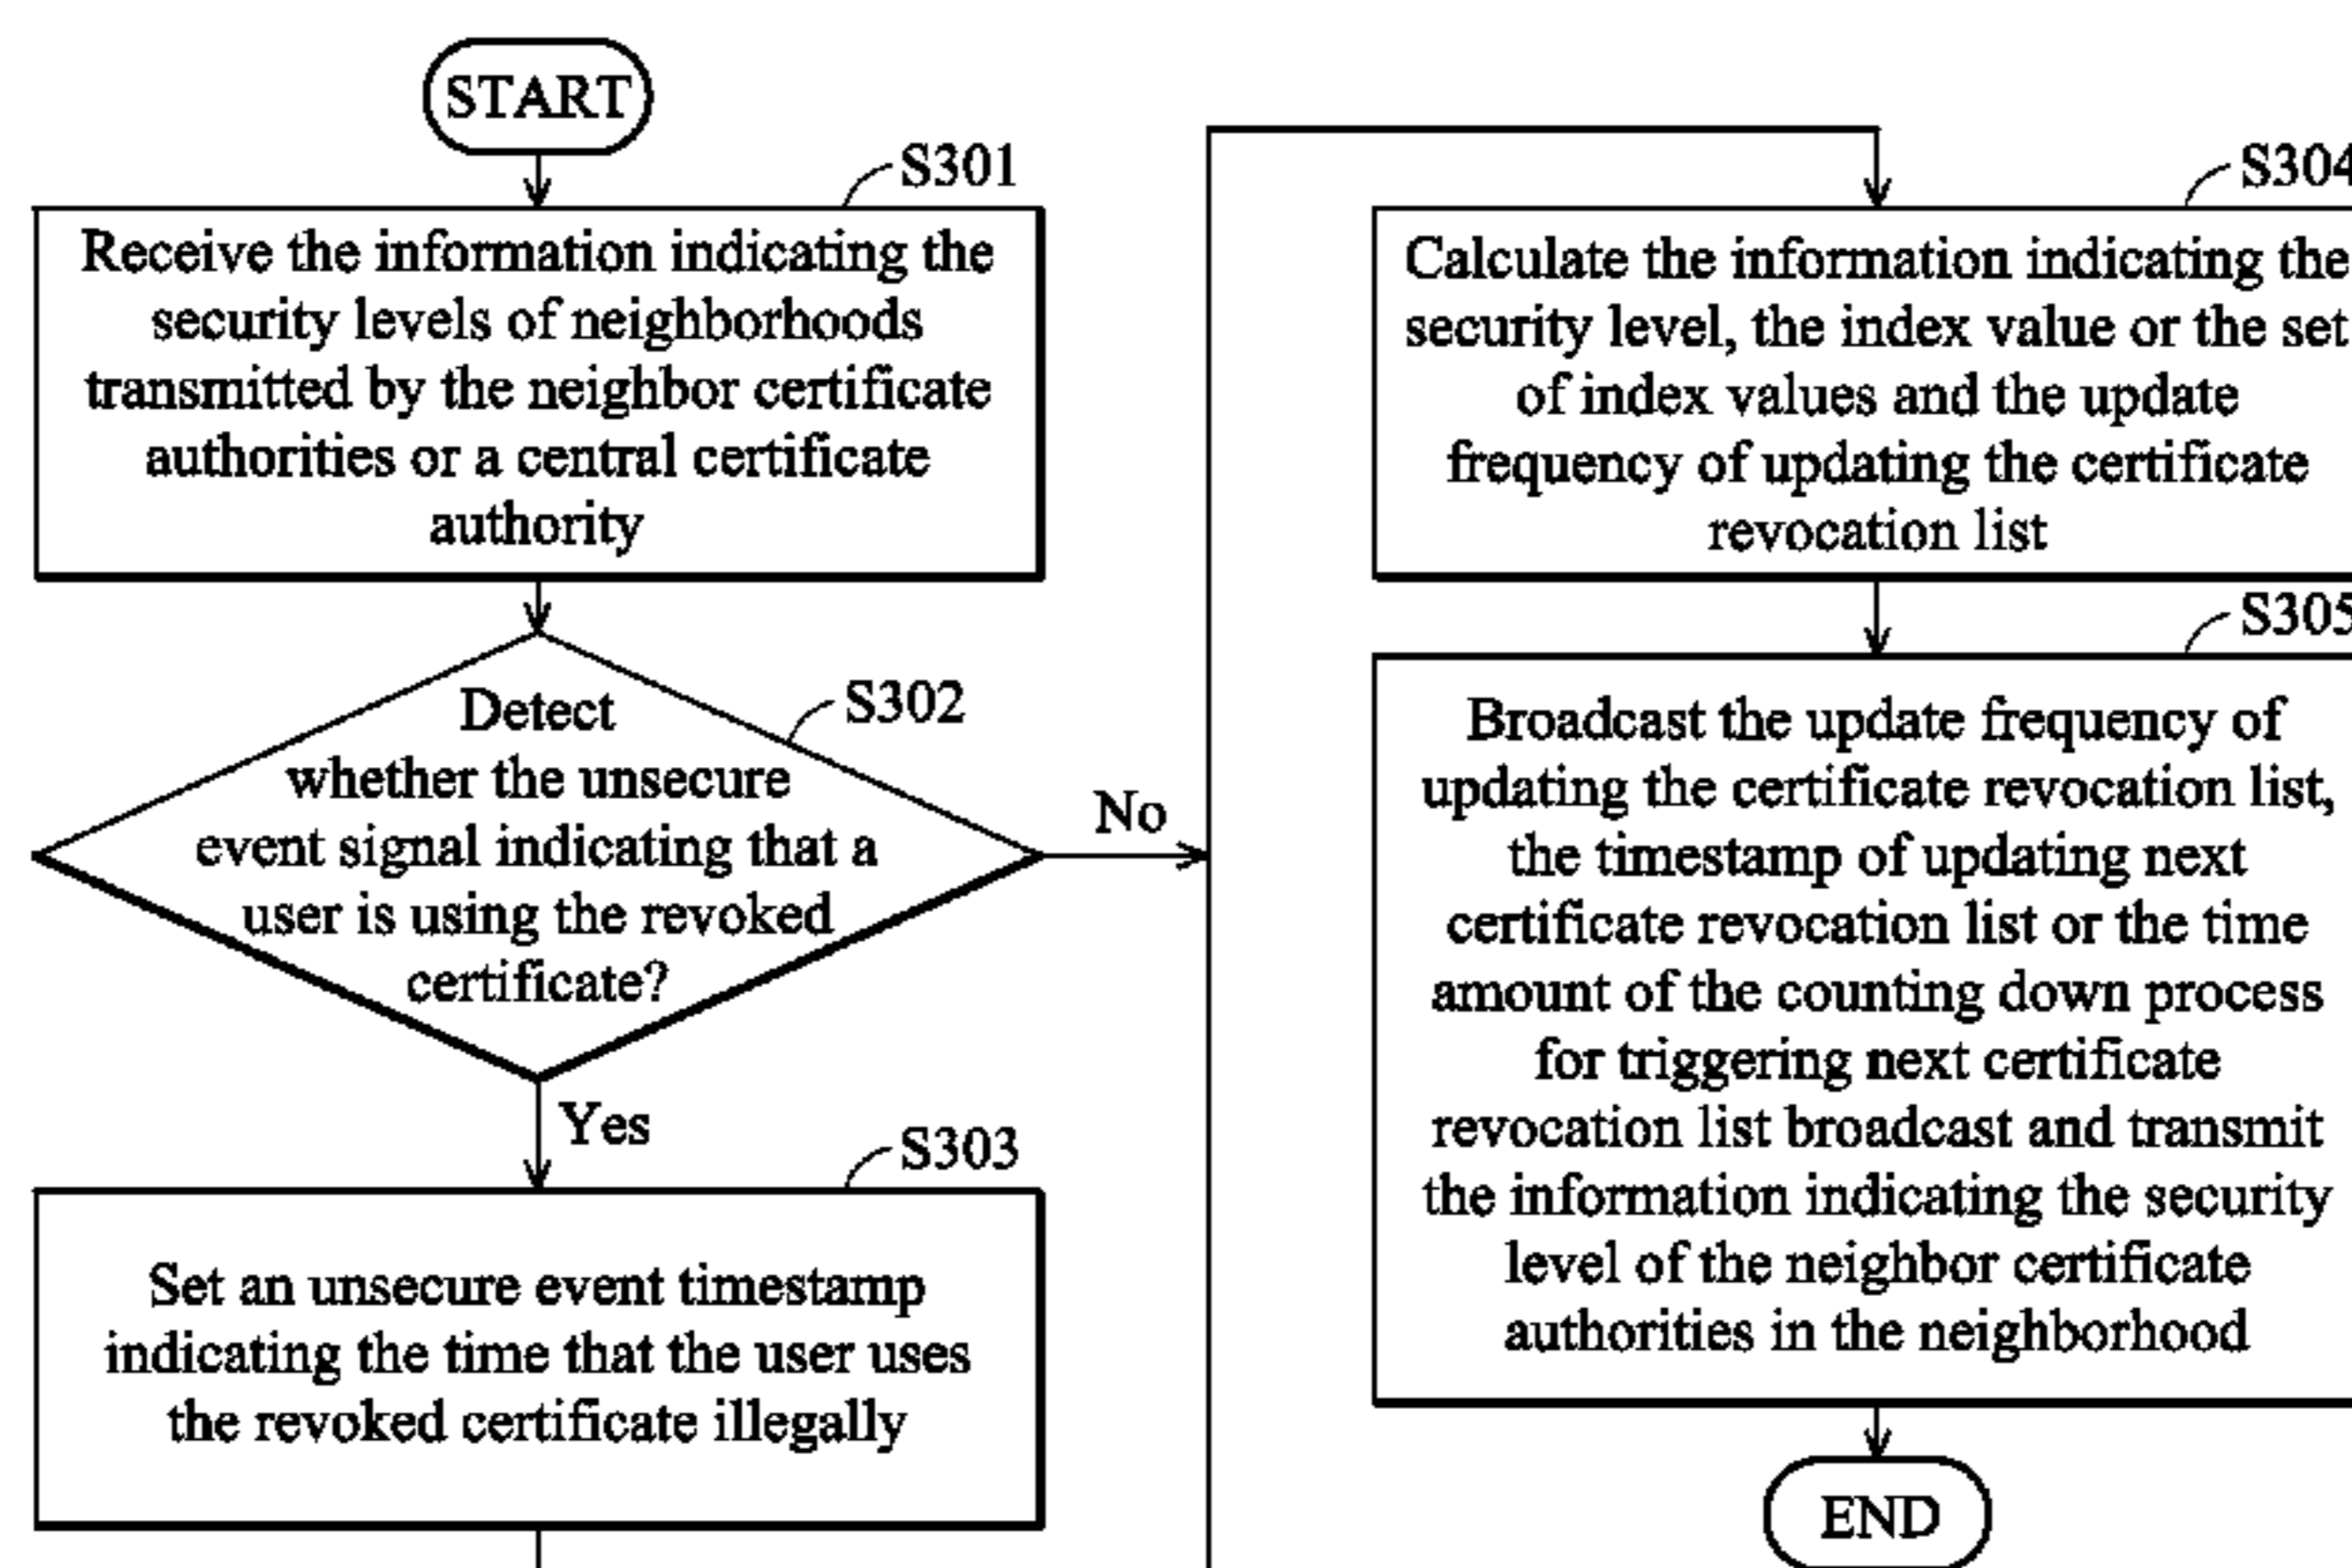 START
S301
Receive the information indicating the
security levels of neighborhoods
transmitted by the neighbor certificate
authorities or a central certificate
authority
S302
Detect
whether the unsecure
event signal indicating that a
user is using the revoked
certificate?
No
Yes
S303
Set an unsecure event timestamp
indicating the time that the user uses
the revoked certificate illegally
S304
Calculate the information indicating the
security level, the index value or the set
of index values and the update
frequency of updating the certificate
revocation list
S305
Broadcast the update frequency of
updating the certificate revocation list,
the timestamp of updating next
certificate revocation list or the time
amount of the counting down process
for triggering next certificate
revocation list broadcast and transmit
the information indicating the security
level of the neighbor certificate
authorities in the neighborhood
END